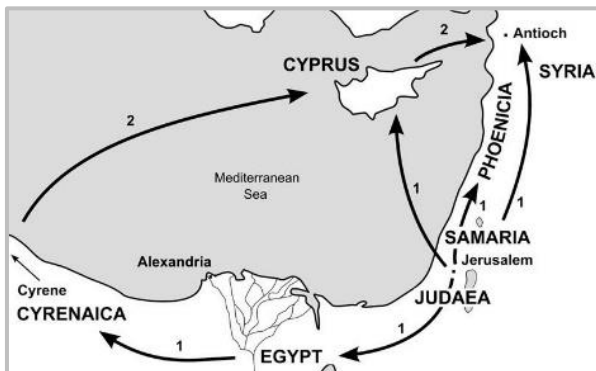 2
Antioch
CYPRUS
SYRIA
2
PHOENICIA
Mediterranean
Sea
1
1
1
SAMARIA
Alexandria
Jerusalem
Cyrene
JUDAEA
CYRENAICA
1
1
EGYPT